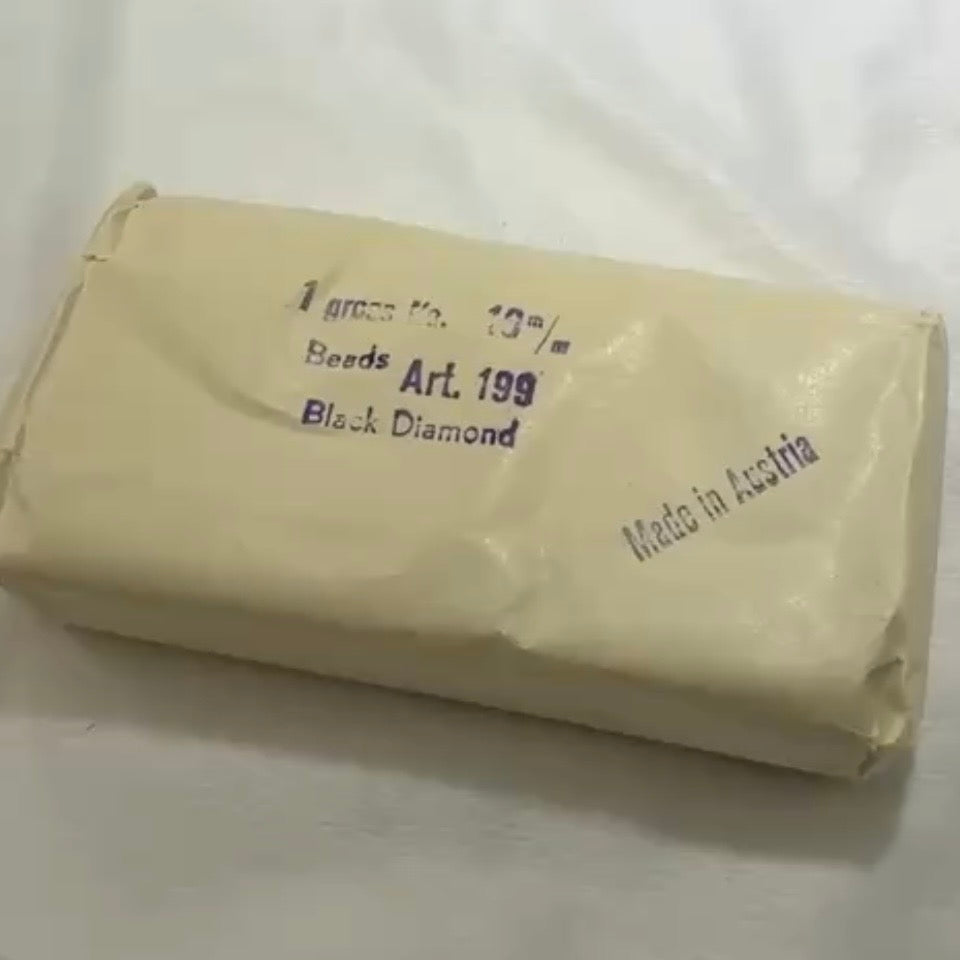 1 gross No. 10 m/m
Beads Art. 199
Black Diamond
Made in Austria